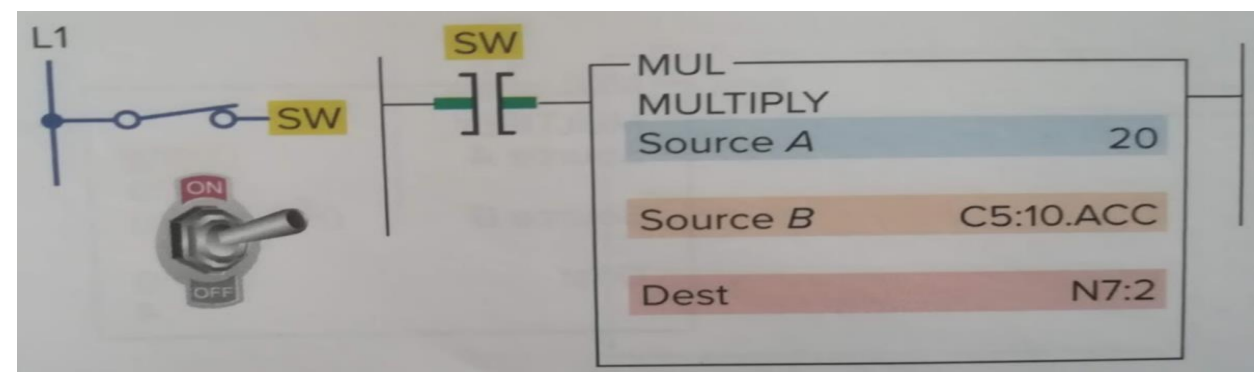 L1
SW
SW
ON
OFF
MUL
MULTIPLY
Source A 20
Source B C5:10.ACC
Dest N7:2